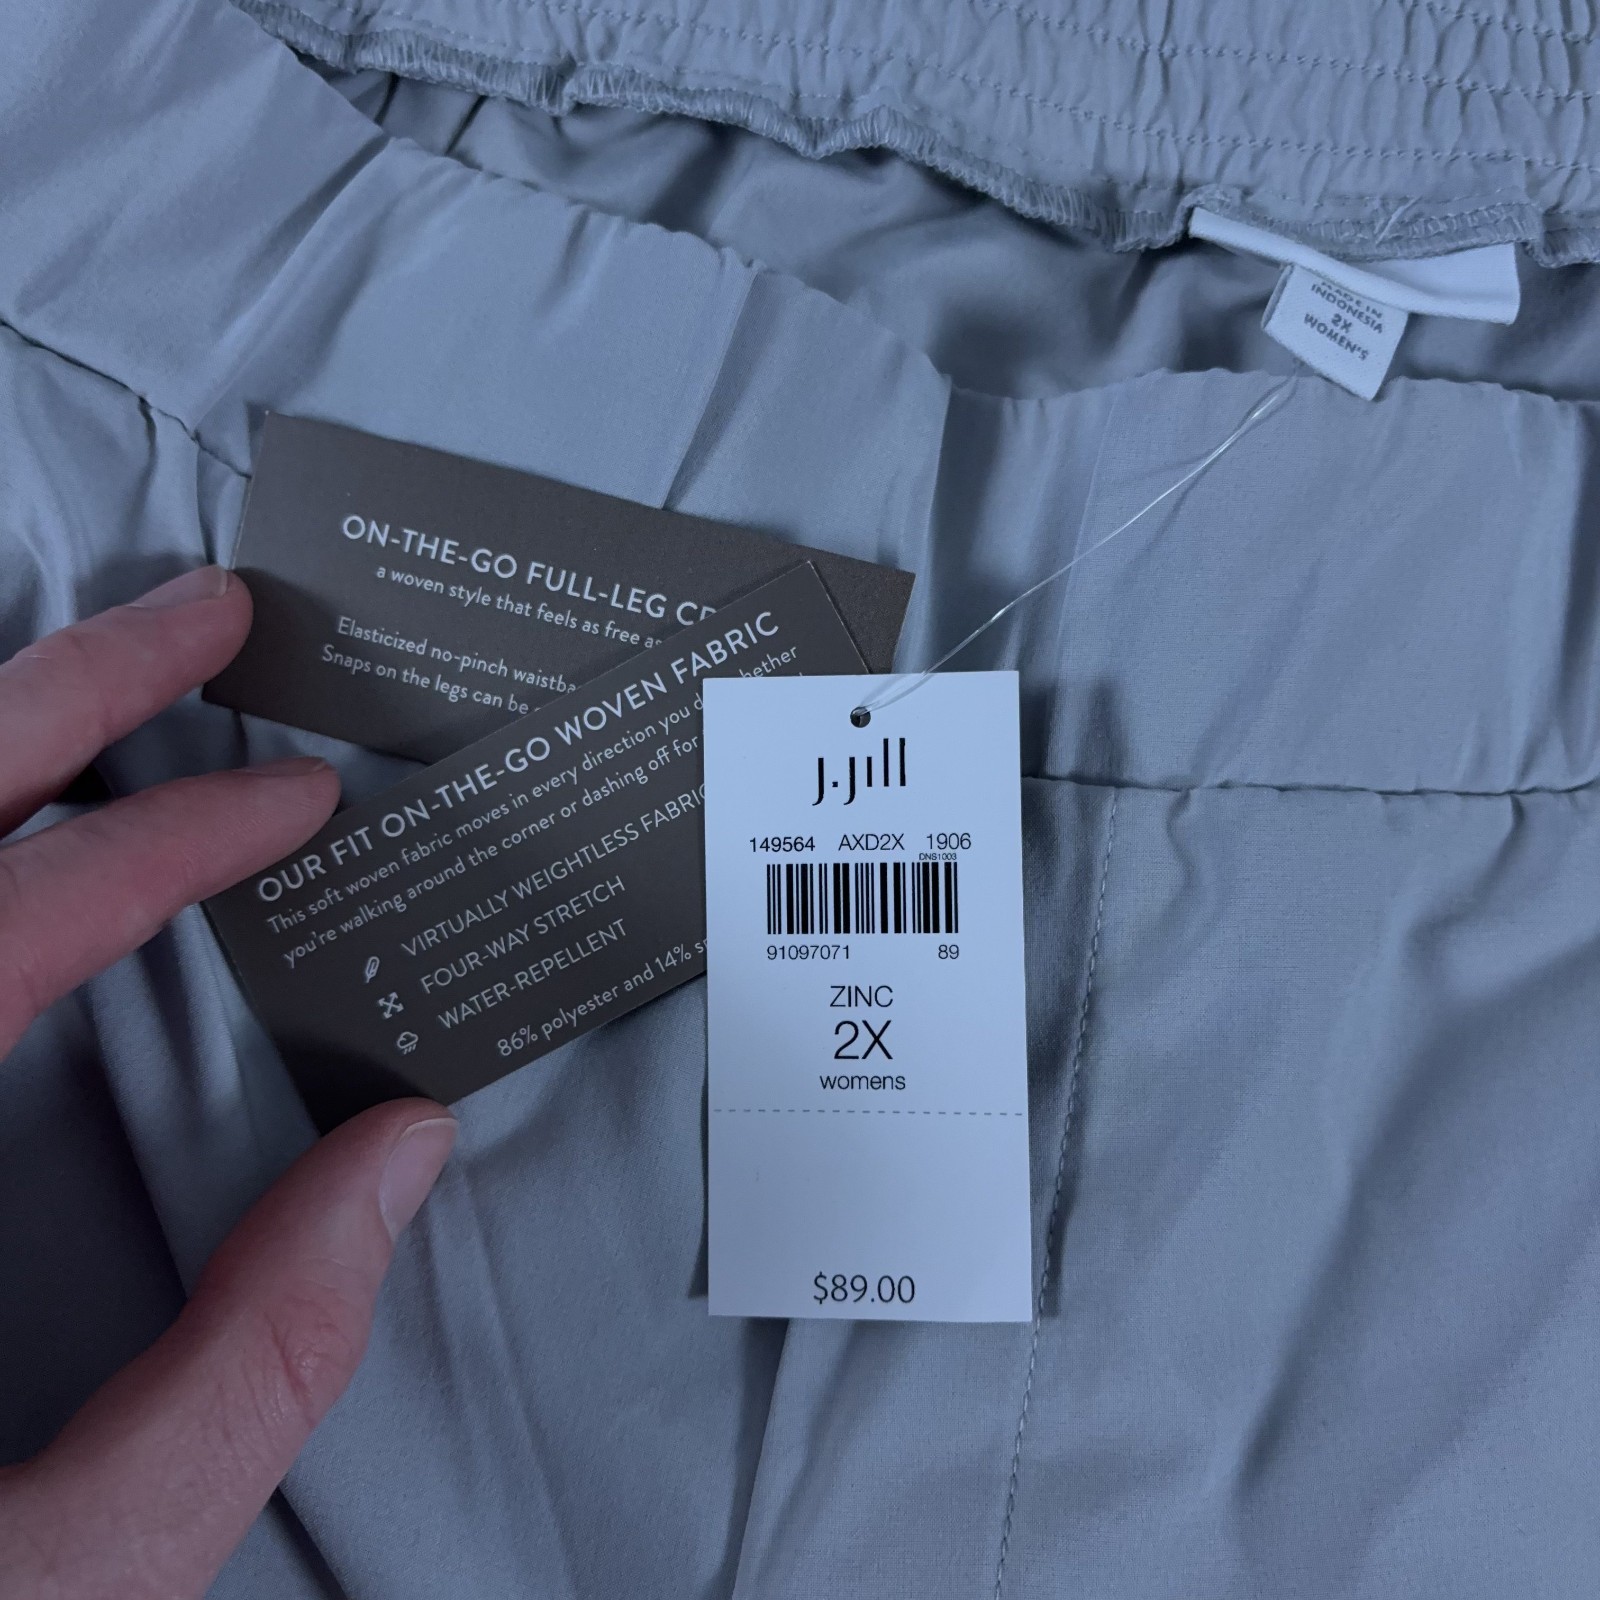 MADE IN
INDONESIA
2X
WOMEN'S
ON-THE-GO FULL-LEG
a woven style that feels as free
Elasticized no-pinch
Snaps on the legs can be
OUR FIT ON-THE-GO WOVEN FABRIC
This soft woven fabric moves in every direction you
you're walking around the corner or dashing off for
VIRTUALLY WEIGHTLESS
FOUR-WAY STRETCH
WATER-REPELLENT
86% polyester and 14%
J.Jill
149564 AXD2X 1906
DNS1003
91097071 89
ZINC
2X
womens
$89.00